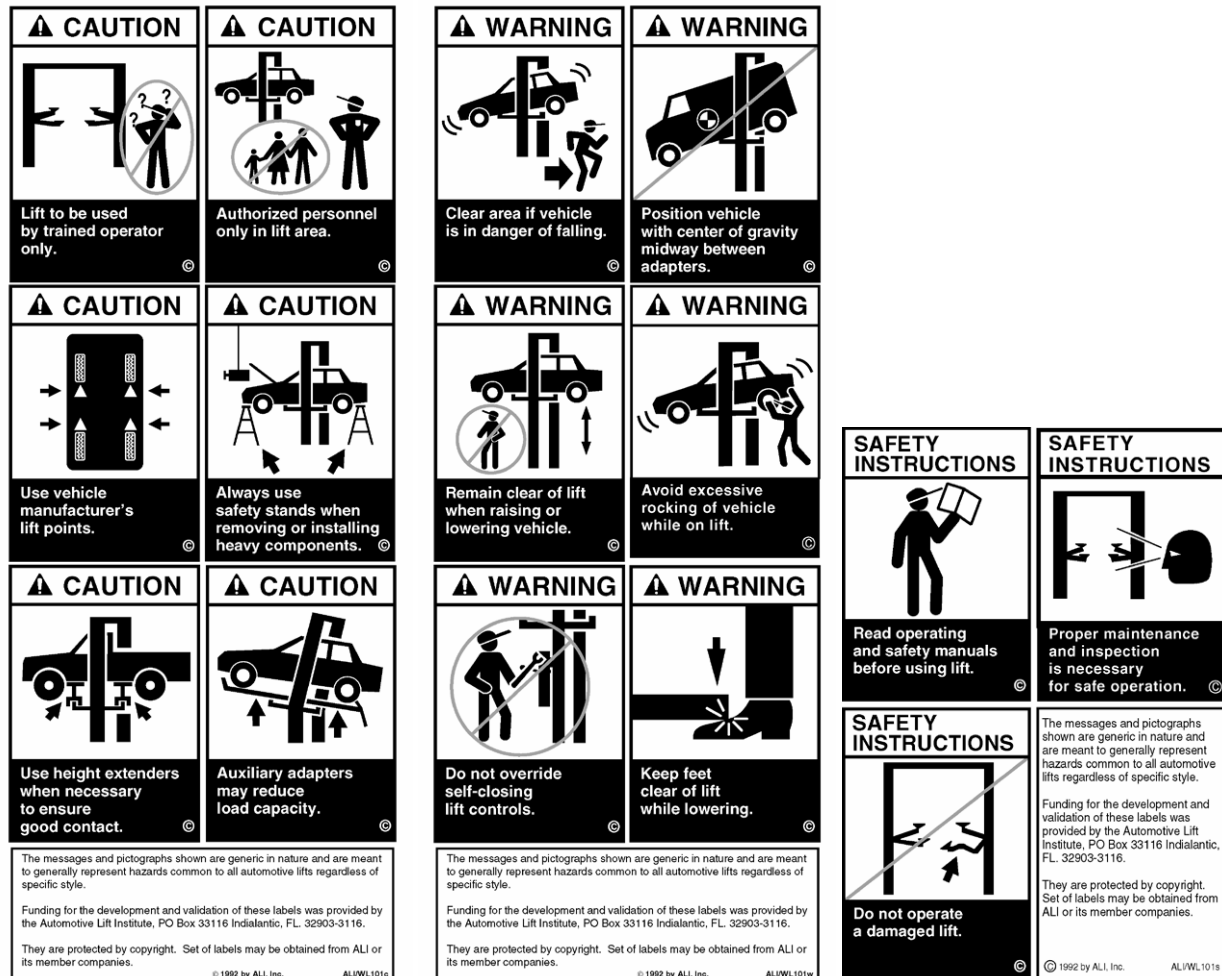 CAUTION
? ? ?
Lift to be used
by trained operator
only.
©
CAUTION
Authorized personnel
only in lift area.
©
CAUTION
Use vehicle
manufacturer's
lift points.
©
CAUTION
Always use
safety stands when
removing or installing
heavy components. ©
CAUTION
Use height extenders
when necessary
to ensure
good contact.
©
CAUTION
Auxiliary adapters
may reduce
load capacity.
©
The messages and pictographs shown are generic in nature and are meant
to generally represent hazards common to all automotive lifts regardless of
specific style.
Funding for the development and validation of these labels was provided by
the Automotive Lift Institute, PO Box 33116 Indialantic, FL. 32903-3116.
They are protected by copyright. Set of labels may be obtained from ALI or
its member companies.
© 1992 by ALI, Inc. ALI/WL101c
WARNING
Clear area if vehicle
is in danger of falling.
©
WARNING
Position vehicle
with center of gravity
midway between
adapters.
©
WARNING
Remain clear of lift
when raising or
lowering vehicle.
©
WARNING
Avoid excessive
rocking of vehicle
while on lift.
©
WARNING
Do not override
self-closing
lift controls.
©
WARNING
Keep feet
clear of lift
while lowering.
©
The messages and pictographs shown are generic in nature and are meant
to generally represent hazards common to all automotive lifts regardless of
specific style.
Funding for the development and validation of these labels was provided by
the Automotive Lift Institute, PO Box 33116 Indialantic, FL. 32903-3116.
They are protected by copyright. Set of labels may be obtained from ALI or
its member companies.
© 1992 by ALI, Inc. ALI/WL101w
SAFETY
INSTRUCTIONS
Read operating
and safety manuals
before using lift.
©
SAFETY
INSTRUCTIONS
Proper maintenance
and inspection
is necessary
for safe operation.
©
SAFETY
INSTRUCTIONS
Do not operate
a damaged lift.
©
The messages and pictographs
shown are generic in nature and
are meant to generally represent
hazards common to all automotive
lifts regardless of specific style.
Funding for the development and
validation of these labels was
provided by the Automotive Lift
Institute, PO Box 33116 Indialantic,
FL. 32903-3116.
They are protected by copyright.
Set of labels may be obtained from
ALI or its member companies.
© 1992 by ALI, Inc. ALI/WL101s